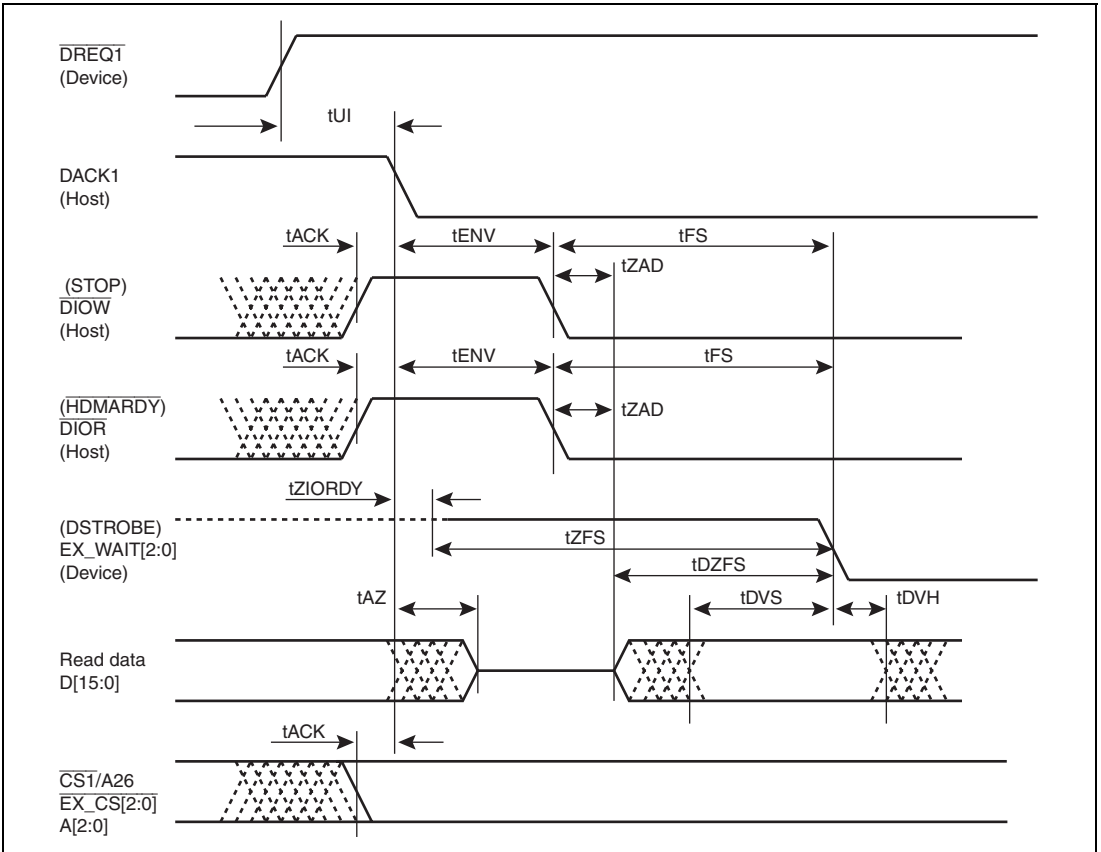 DREQ1
(Device)
tUI
DACK1
(Host)
tACK
tENV
tFS
tZAD
(STOP)
DIOW
(Host)
tACK
tENV
tFS
tZAD
(HDMARDY)
DIOR
(Host)
tZIORDY
(DSTROBE)
EX_WAIT[2:0]
(Device)
tZFS
tDZFS
tAZ
tDVS
tDVH
Read data
D[15:0]
tACK
CS1/A26
EX_CS[2:0]
A[2:0]